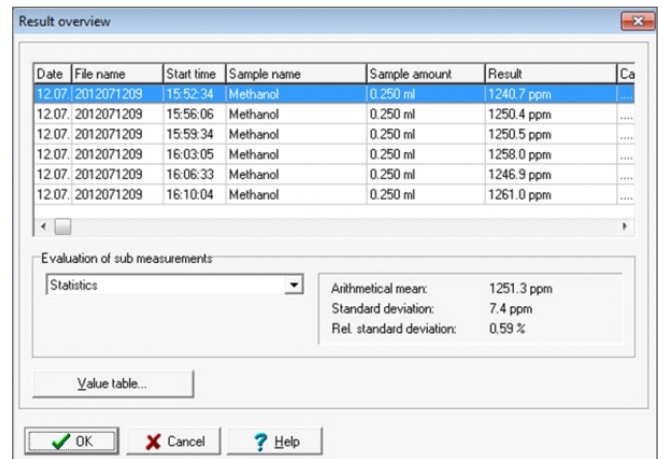 Result overview
Date File name Start time Sample name Sample amount Result Ca
12.07. 2012071209 15:52:34 Methanol 0.250 ml 1240.7 ppm ....
12.07. 2012071209 15:56:06 Methanol 0.250 ml 1250.4 ppm ....
12.07. 2012071209 15:59:34 Methanol 0.250 ml 1250.5 ppm ....
12.07. 2012071209 16:03:05 Methanol 0.250 ml 1258.0 ppm ....
12.07. 2012071209 16:06:33 Methanol 0.250 ml 1246.9 ppm ....
12.07. 2012071209 16:10:04 Methanol 0.250 ml 1261.0 ppm ....
Evaluation of sub measurements
Statistics
Arithmetical mean: 1251.3 ppm
Standard deviation: 7.4 ppm
Rel. standard deviation: 0.59 %
Value table...
OK Cancel Help